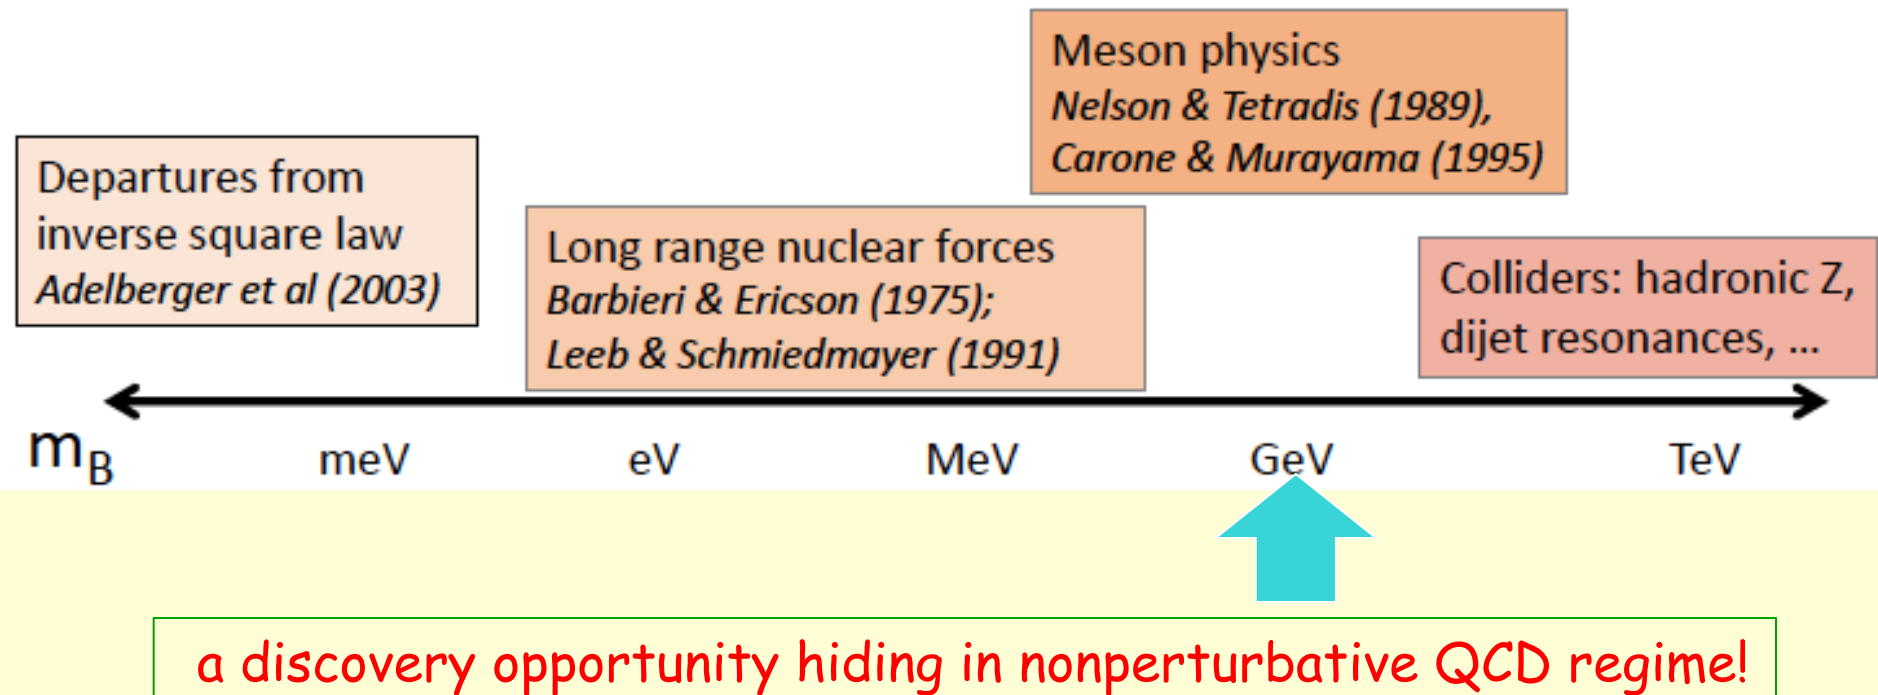 Meson physics
Nelson & Tetradis (1989),
Carone & Murayama (1995)
Departures from
inverse square law
Adelberger et al (2003)
Long range nuclear forces
Barbieri & Ericson (1975);
Leeb & Schmiedmayer (1991)
Colliders: hadronic Z,
dijet resonances, ...
mB meV eV MeV GeV TeV
a discovery opportunity hiding in nonperturbative QCD regime!